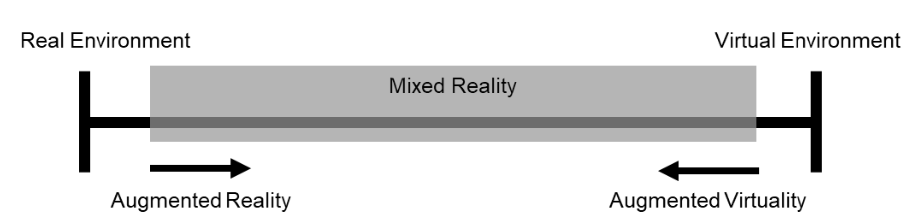 Real Environment
Virtual Environment
Mixed Reality
Augmented Reality
Augmented Virtuality